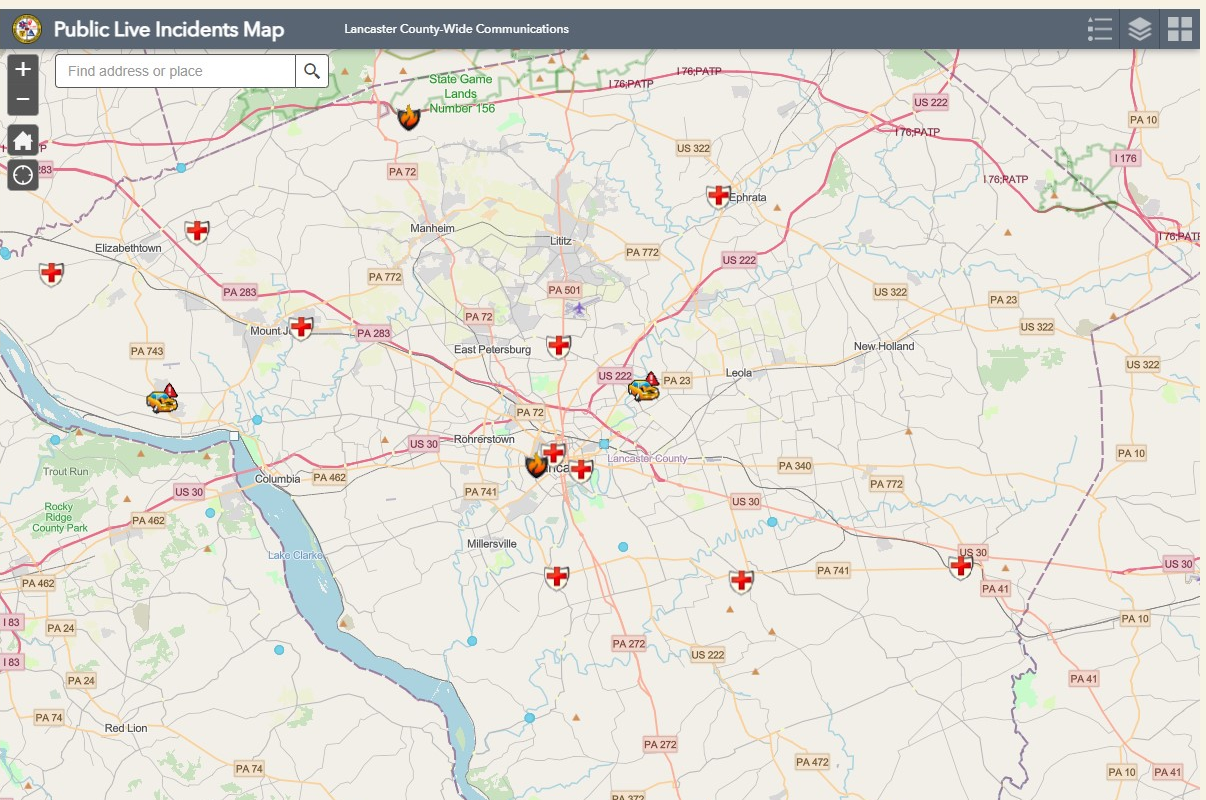 Public Live Incidents Map
Lancaster County-Wide Communications
+
Find address or place
−
State Game
Lands
Number 156
I 76;PATP
I 76;PATP
US 222
I 76;PATP
PA 10
US 322
I 176
283
PA 72
I 76;PATP
Ephrata
Manheim
Elizabethtown
Lititz
PA 772
US 222
I 76;PATP
PA 772
PA 283
PA 501
US 322
PA 23
PA 72
Mount J
PA 283
US 322
PA 743
East Petersburg
New Holland
US 322
US 222
PA 23
Leola
PA 72
Rohrerstown
US 30
Lancaster County
PA 340
PA 10
Trout Run
Columbia
PA 462
PA 772
US 30
PA 741
US 30
Rocky
Ridge
County Park
PA 462
Millersville
Lake Clarke
US 30
US 30
PA 741
PA 462
PA 41
I 83
PA 24
PA 10
PA 272
US 222
I 83
PA 24
PA 41
PA 74
Red Lion
PA 272
PA 472
PA 74
PA 10
PA 41
PA 372